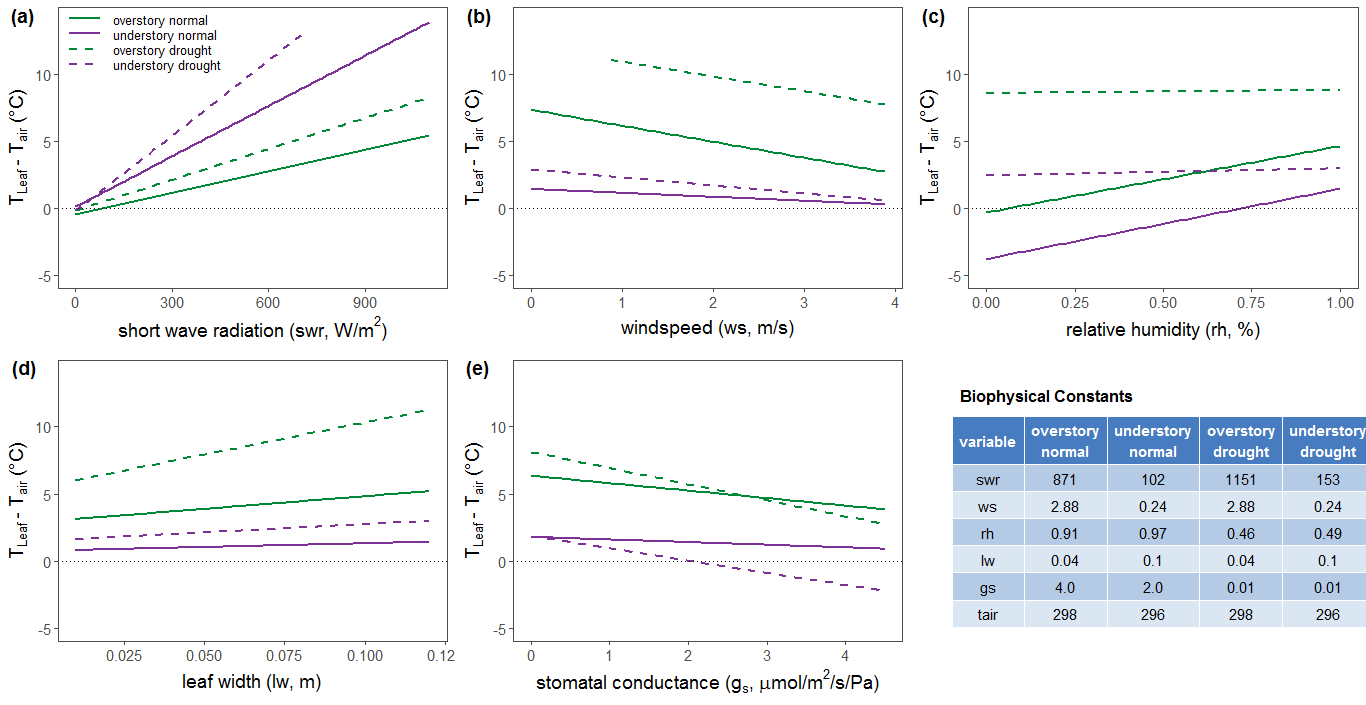 (a)
overstory normal
understory normal
overstory drought
understory drought
10
5
0
-5
T_Leaf - T_air (°C)
0 300 600 900
short wave radiation (swr, W/m²)
(b)
10
5
0
-5
T_Leaf - T_air (°C)
0 1 2 3 4
windspeed (ws, m/s)
(c)
10
5
0
-5
T_Leaf - T_air (°C)
0.00 0.25 0.50 0.75 1.00
relative humidity (rh, %)
(d)
10
5
0
-5
T_Leaf - T_air (°C)
0.025 0.050 0.075 0.100 0.12
leaf width (lw, m)
(e)
10
5
0
-5
T_Leaf - T_air (°C)
0 1 2 3 4
stomatal conductance (g_s, μmol/m²/s/Pa)
Biophysical Constants
variable overstory normal understory normal overstory drought understory drought
swr 871 102 1151 153
ws 2.88 0.24 2.88 0.24
rh 0.91 0.97 0.46 0.49
lw 0.04 0.1 0.04 0.1
gs 4.0 2.0 0.01 0.01
tair 298 296 298 296